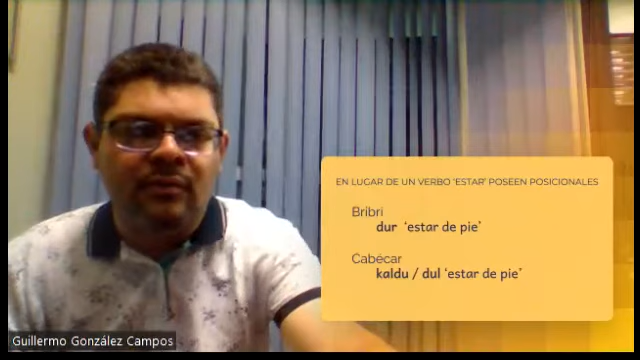 EN LUGAR DE UN VERBO 'ESTAR' POSEEN POSICIONALES
Bribri
dur 'estar de pie'
Cabécar
kaldu / dul 'estar de pie'
Guillermo González Campos